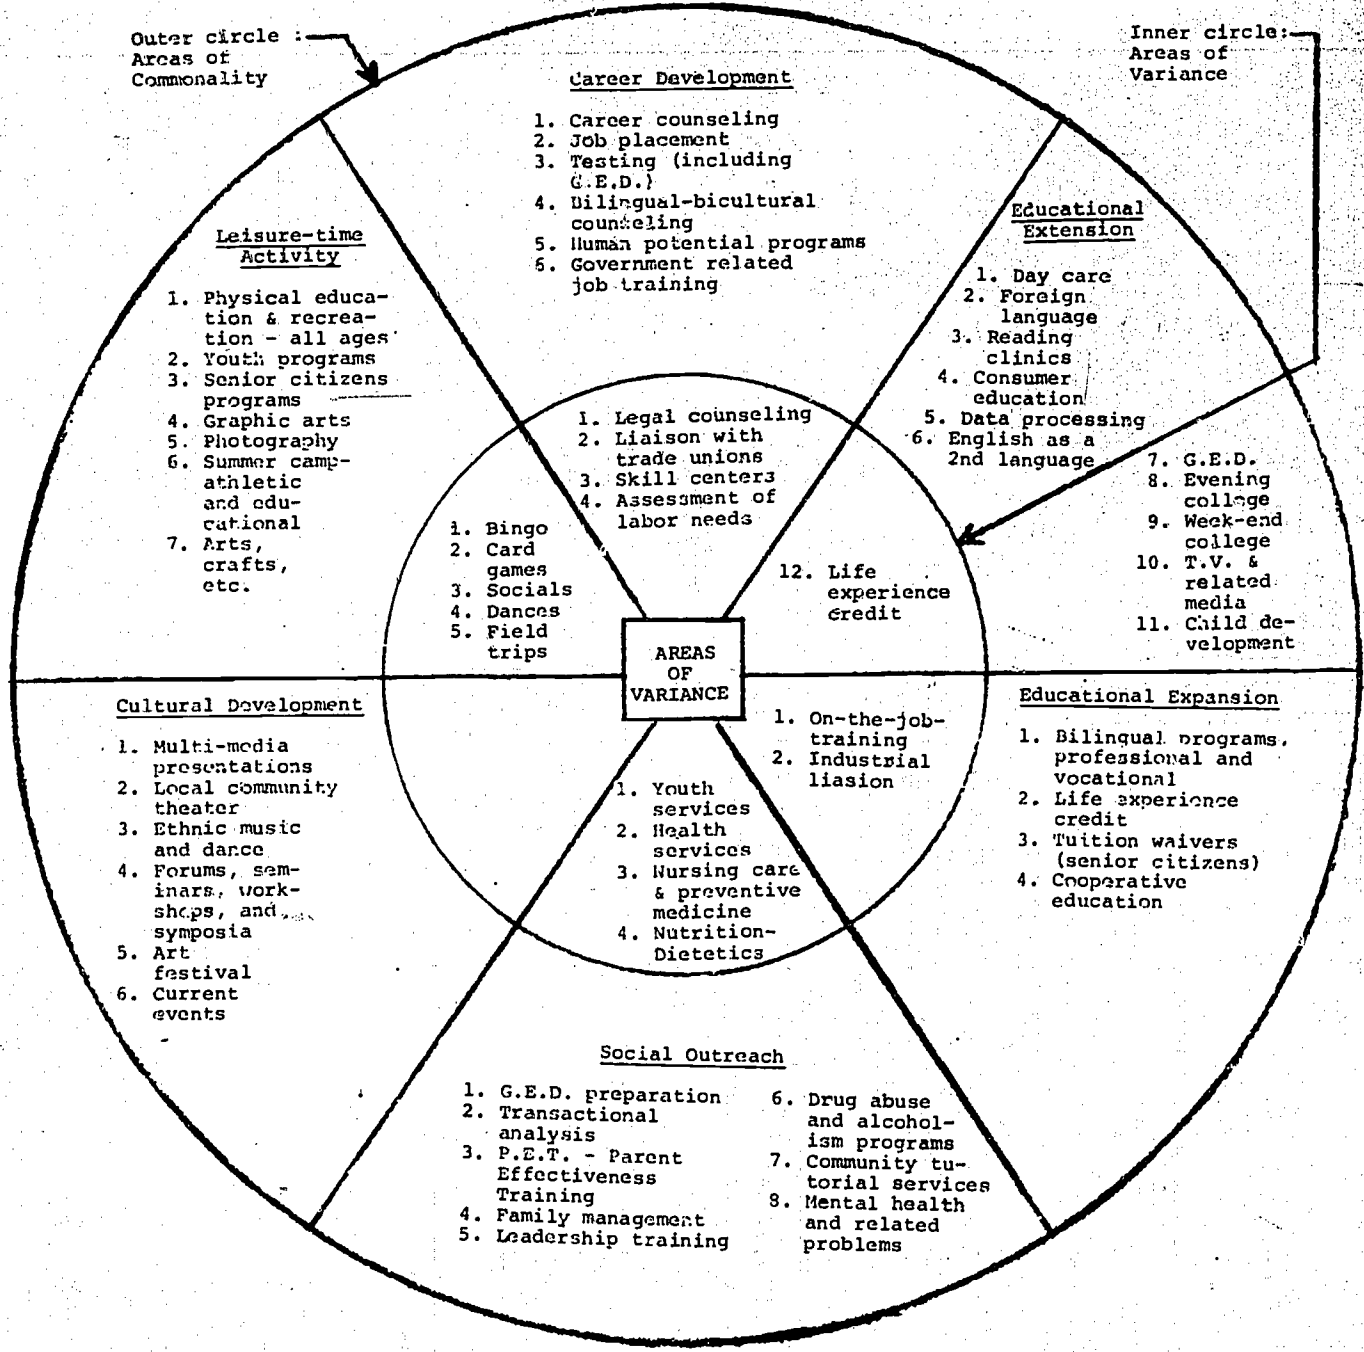 Outer circle :
Areas of
Commonality
Inner circle:
Areas of
Variance
Career Development
1. Career counseling
2. Job placement
3. Testing (including
G.E.D.)
4. Bilingual-bicultural
counseling
5. Human potential programs
6. Government related
job training
Leisure-time
Activity
1. Physical educa-
tion & recrea-
tion - all ages
2. Youth programs
3. Senior citizens
programs
4. Graphic arts
5. Photography
6. Summer camp-
athletic
and edu-
cational
7. Arts,
crafts,
etc.
Educational
Extension
1. Day care
2. Foreign
language
3. Reading
clinics
4. Consumer
education
5. Data processing
6. English as a
2nd language
7. G.E.D.
8. Evening
college
9. Week-end
college
10. T.V. &
related
media
11. Child de-
velopment
12. Life
experience
credit
1. Legal counseling
2. Liaison with
trade unions
3. Skill centers
4. Assessment of
labor needs
1. Bingo
2. Card
games
3. Socials
4. Dances
5. Field
trips
AREAS
OF
VARIANCE
Cultural Development
1. Multi-media
presentations
2. Local community
theater
3. Ethnic music
and dance
4. Forums, sem-
inars, work-
shops, and
symposia
5. Art
festival
6. Current
events
1. On-the-job-
training
2. Industrial
liasion
Educational Expansion
1. Bilingual programs,
professional and
vocational
2. Life experience
credit
3. Tuition waivers
(senior citizens)
4. Cooperative
education
1. Youth
services
2. Health
services
3. Nursing care
& preventive
medicine
4. Nutrition-
Dietetics
Social Outreach
1. G.E.D. preparation
2. Transactional
analysis
3. P.E.T. - Parent
Effectiveness
Training
4. Family management
5. Leadership training
6. Drug abuse
and alcohol-
ism programs
7. Community tu-
torial services
8. Mental health
and related
problems